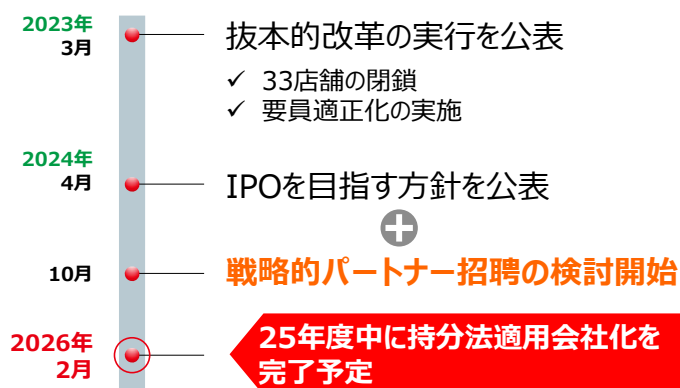 2023年
3月
抜本的改革の実行を公表
✓ 33店舗の閉鎖
✓ 要員適正化の実施
2024年
4月
IPOを目指す方針を公表
+
10月
戦略的パートナー招聘の検討開始
2026年
2月
25年度中に持分法適用会社化を
完了予定